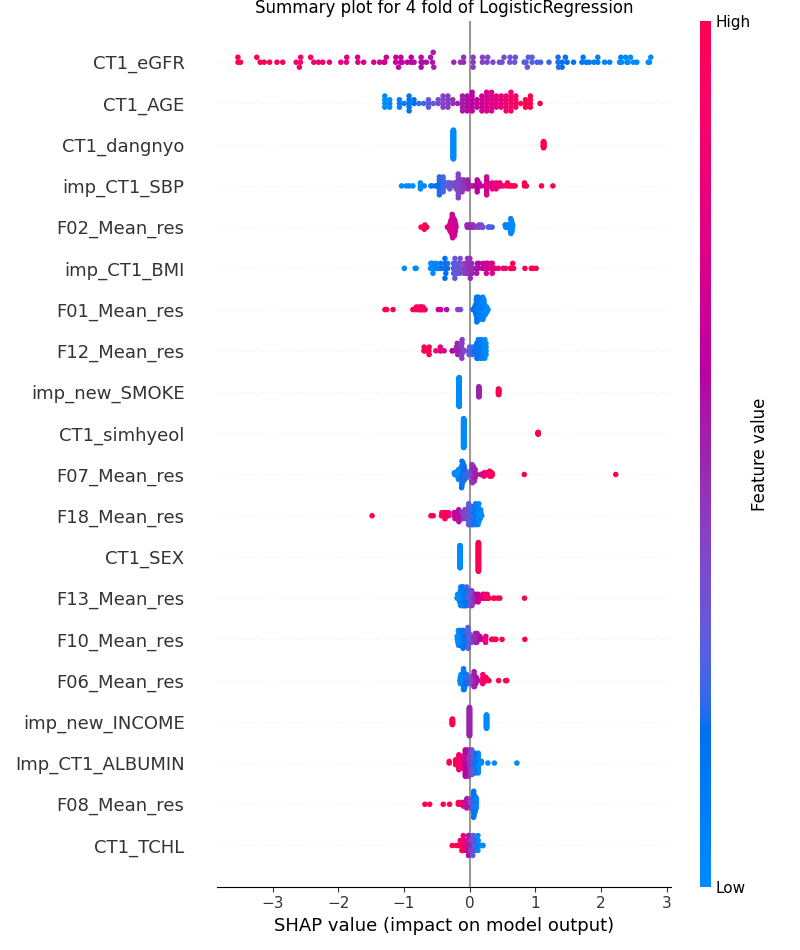 Summary plot for 4 fold of LogisticRegression
High
CT1_eGFR
CT1_AGE
CT1_dangnyo
imp_CT1_SBP
F02_Mean_res
imp_CT1_BMI
F01_Mean_res
F12_Mean_res
imp_new_SMOKE
CT1_simhyeol
F07_Mean_res
F18_Mean_res
CT1_SEX
F13_Mean_res
F10_Mean_res
F06_Mean_res
imp_new_INCOME
Imp_CT1_ALBUMIN
F08_Mean_res
CT1_TCHL
Feature value
Low
−3 −2 −1 0 1 2 3
SHAP value (impact on model output)